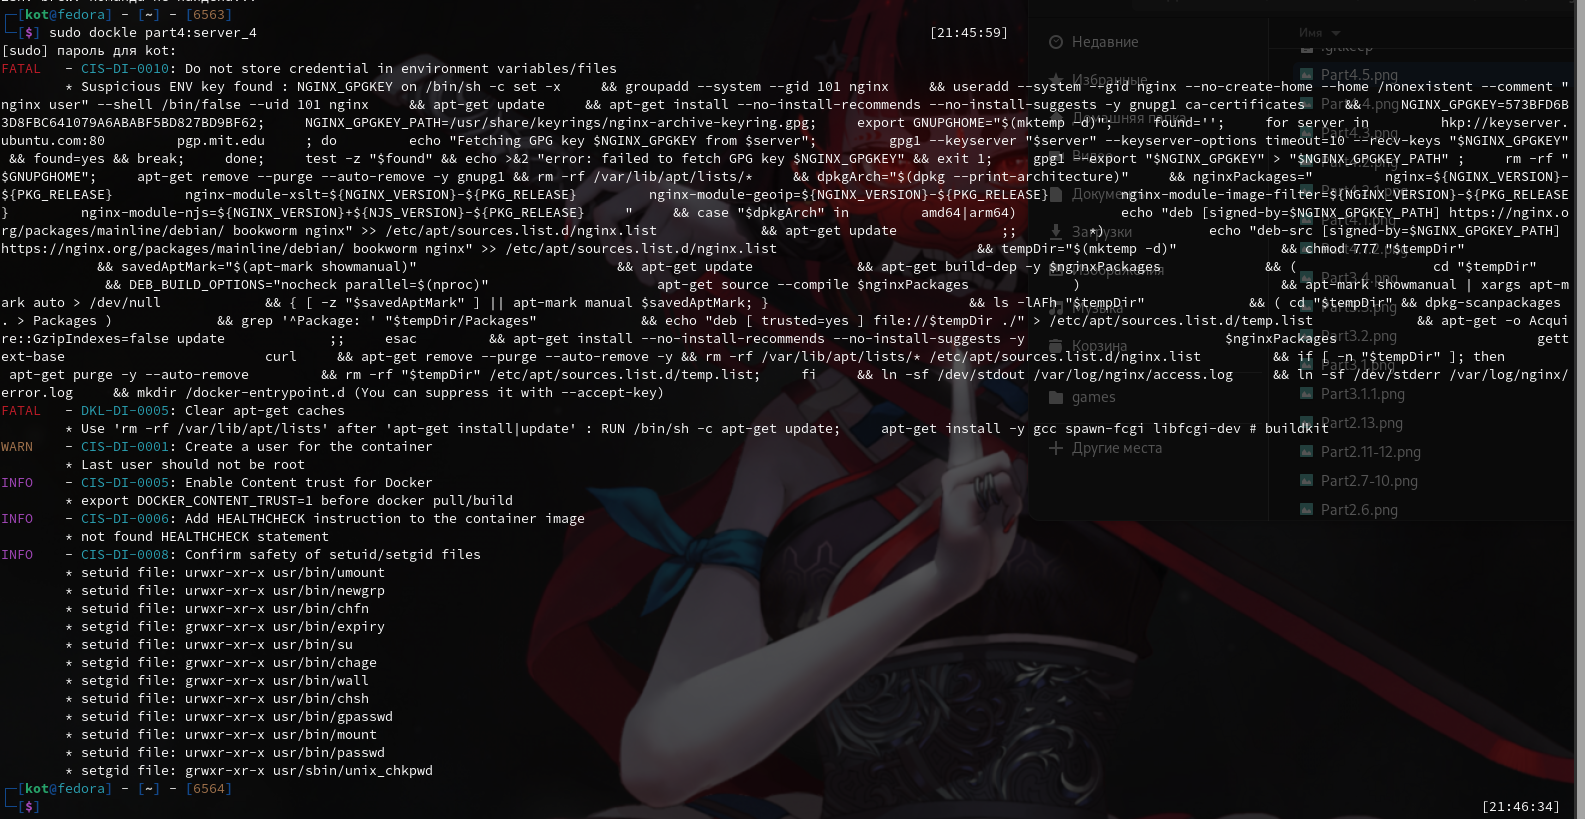 ┌─[kot@fedora] - [~] - [6563]
└─[$] sudo dockle part4:server_4 [21:45:59]
[sudo] пароль для kot:
FATAL - CIS-DI-0010: Do not store credential in environment variables/files
* Suspicious ENV key found : NGINX_GPGKEY on /bin/sh -c set -x && groupadd --system --gid 101 nginx && useradd --system --gid nginx --no-create-home --home /nonexistent --comment "
nginx user" --shell /bin/false --uid 101 nginx && apt-get update && apt-get install --no-install-recommends --no-install-suggests -y gnupg1 ca-certificates && NGINX_GPGKEY=573BFD6B
3D8FBC641079A6ABABF5BD827BD9BF62; NGINX_GPGKEY_PATH=/usr/share/keyrings/nginx-archive-keyring.gpg; export GNUPGHOME="$(mktemp -d)"; found=''; for server in hkp://keyserver.
ubuntu.com:80 pgp.mit.edu ; do echo "Fetching GPG key $NGINX_GPGKEY from $server"; gpg1 --keyserver "$server" --keyserver-options timeout=10 --recv-keys "$NGINX_GPGKEY"
&& found=yes && break; done; test -z "$found" && echo >&2 "error: failed to fetch GPG key $NGINX_GPGKEY" && exit 1; gpg1 --export "$NGINX_GPGKEY" > "$NGINX_GPGKEY_PATH" ; rm -rf "
$GNUPGHOME"; apt-get remove --purge --auto-remove -y gnupg1 && rm -rf /var/lib/apt/lists/* && dpkgArch="$(dpkg --print-architecture)" && nginxPackages=" nginx=${NGINX_VERSION}-
${PKG_RELEASE} nginx-module-xslt=${NGINX_VERSION}-${PKG_RELEASE} nginx-module-geoip=${NGINX_VERSION}-${PKG_RELEASE} nginx-module-image-filter=${NGINX_VERSION}-${PKG_RELEASE
} nginx-module-njs=${NGINX_VERSION}+${NJS_VERSION}-${PKG_RELEASE} " && case "$dpkgArch" in amd64|arm64) echo "deb [signed-by=$NGINX_GPGKEY_PATH] https://nginx.o
rg/packages/mainline/debian/ bookworm nginx" >> /etc/apt/sources.list.d/nginx.list && apt-get update ;; *) echo "deb-src [signed-by=$NGINX_GPGKEY_PATH]
https://nginx.org/packages/mainline/debian/ bookworm nginx" >> /etc/apt/sources.list.d/nginx.list && tempDir="$(mktemp -d)" && chmod 777 "$tempDir"
&& savedAptMark="$(apt-mark showmanual)" && apt-get update && apt-get build-dep -y $nginxPackages && ( cd "$tempDir"
&& DEB_BUILD_OPTIONS="nocheck parallel=$(nproc)" apt-get source --compile $nginxPackages ) && apt-mark showmanual | xargs apt-m
ark auto > /dev/null && { [ -z "$savedAptMark" ] || apt-mark manual $savedAptMark; } && ls -lAFh "$tempDir" && ( cd "$tempDir" && dpkg-scanpackages
. > Packages ) && grep '^Package: ' "$tempDir/Packages" && echo "deb [ trusted=yes ] file://$tempDir ./" > /etc/apt/sources.list.d/temp.list && apt-get -o Acqui
re::GzipIndexes=false update ;; esac && apt-get install --no-install-recommends --no-install-suggests -y $nginxPackages gett
ext-base curl && apt-get remove --purge --auto-remove -y && rm -rf /var/lib/apt/lists/* /etc/apt/sources.list.d/nginx.list && if [ -n "$tempDir" ]; then
apt-get purge -y --auto-remove && rm -rf "$tempDir" /etc/apt/sources.list.d/temp.list; fi && ln -sf /dev/stdout /var/log/nginx/access.log && ln -sf /dev/stderr /var/log/nginx/
error.log && mkdir /docker-entrypoint.d (You can suppress it with --accept-key)
FATAL - DKL-DI-0005: Clear apt-get caches
* Use 'rm -rf /var/lib/apt/lists' after 'apt-get install|update' : RUN /bin/sh -c apt-get update; apt-get install -y gcc spawn-fcgi libfcgi-dev # buildkit
WARN - CIS-DI-0001: Create a user for the container
* Last user should not be root
INFO - CIS-DI-0005: Enable Content trust for Docker
* export DOCKER_CONTENT_TRUST=1 before docker pull/build
INFO - CIS-DI-0006: Add HEALTHCHECK instruction to the container image
* not found HEALTHCHECK statement
INFO - CIS-DI-0008: Confirm safety of setuid/setgid files
* setuid file: urwxr-xr-x usr/bin/umount
* setuid file: urwxr-xr-x usr/bin/newgrp
* setuid file: urwxr-xr-x usr/bin/chfn
* setgid file: grwxr-xr-x usr/bin/expiry
* setuid file: urwxr-xr-x usr/bin/su
* setgid file: grwxr-xr-x usr/bin/chage
* setgid file: grwxr-xr-x usr/bin/wall
* setuid file: urwxr-xr-x usr/bin/chsh
* setuid file: urwxr-xr-x usr/bin/gpasswd
* setuid file: urwxr-xr-x usr/bin/mount
* setuid file: urwxr-xr-x usr/bin/passwd
* setgid file: grwxr-xr-x usr/sbin/unix_chkpwd
┌─[kot@fedora] - [~] - [6564]
└─[$] [21:46:34]
Недавние
Избранные
Домашняя папка
Загрузки
Изображения
Музыка
Корзина
games
Другие места
Имя
.gitkeep
Part4.5.png
Part4.3.png
Part3.4.png
Part3.2.png
Part3.1.png
Part3.1.1.png
Part2.13.png
Part2.11-12.png
Part2.7-10.png
Part2.6.png